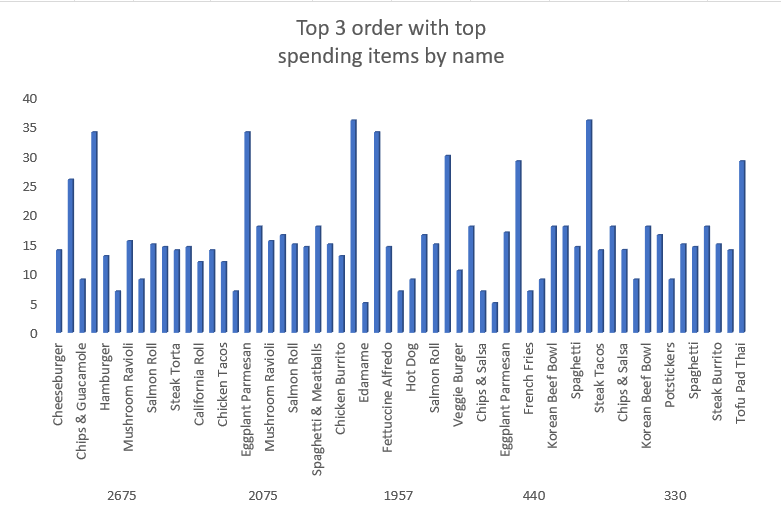 Top 3 order with top
spending items by name
40
35
30
25
20
15
10
5
0
Cheeseburger
Chips & Guacamole
Hamburger
Mushroom Ravioli
Salmon Roll
Steak Torta
California Roll
Chicken Tacos
Eggplant Parmesan
Mushroom Ravioli
Salmon Roll
Spaghetti & Meatballs
Chicken Burrito
Edamame
Fettuccine Alfredo
Hot Dog
Salmon Roll
Veggie Burger
Chips & Salsa
Eggplant Parmesan
French Fries
Korean Beef Bowl
Spaghetti
Steak Tacos
Chips & Salsa
Korean Beef Bowl
Potstickers
Spaghetti
Steak Burrito
Tofu Pad Thai
2675
2075
1957
440
330